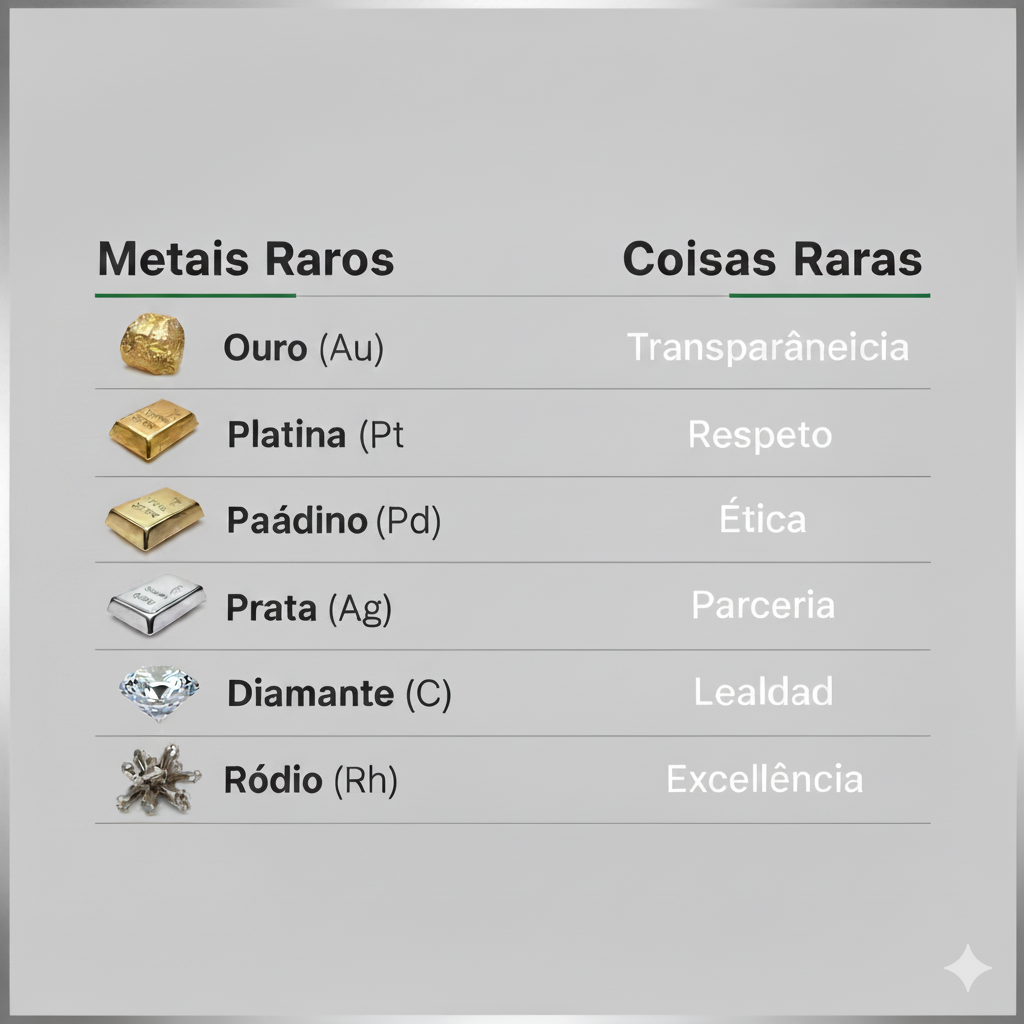 Metais Raros Coisas Raras
Ouro (Au) Transparâneicia
Platina (Pt Respeto
Paádino (Pd) Ética
Prata (Ag) Parceria
Diamante (C) Lealdad
Ródio (Rh) Excellência